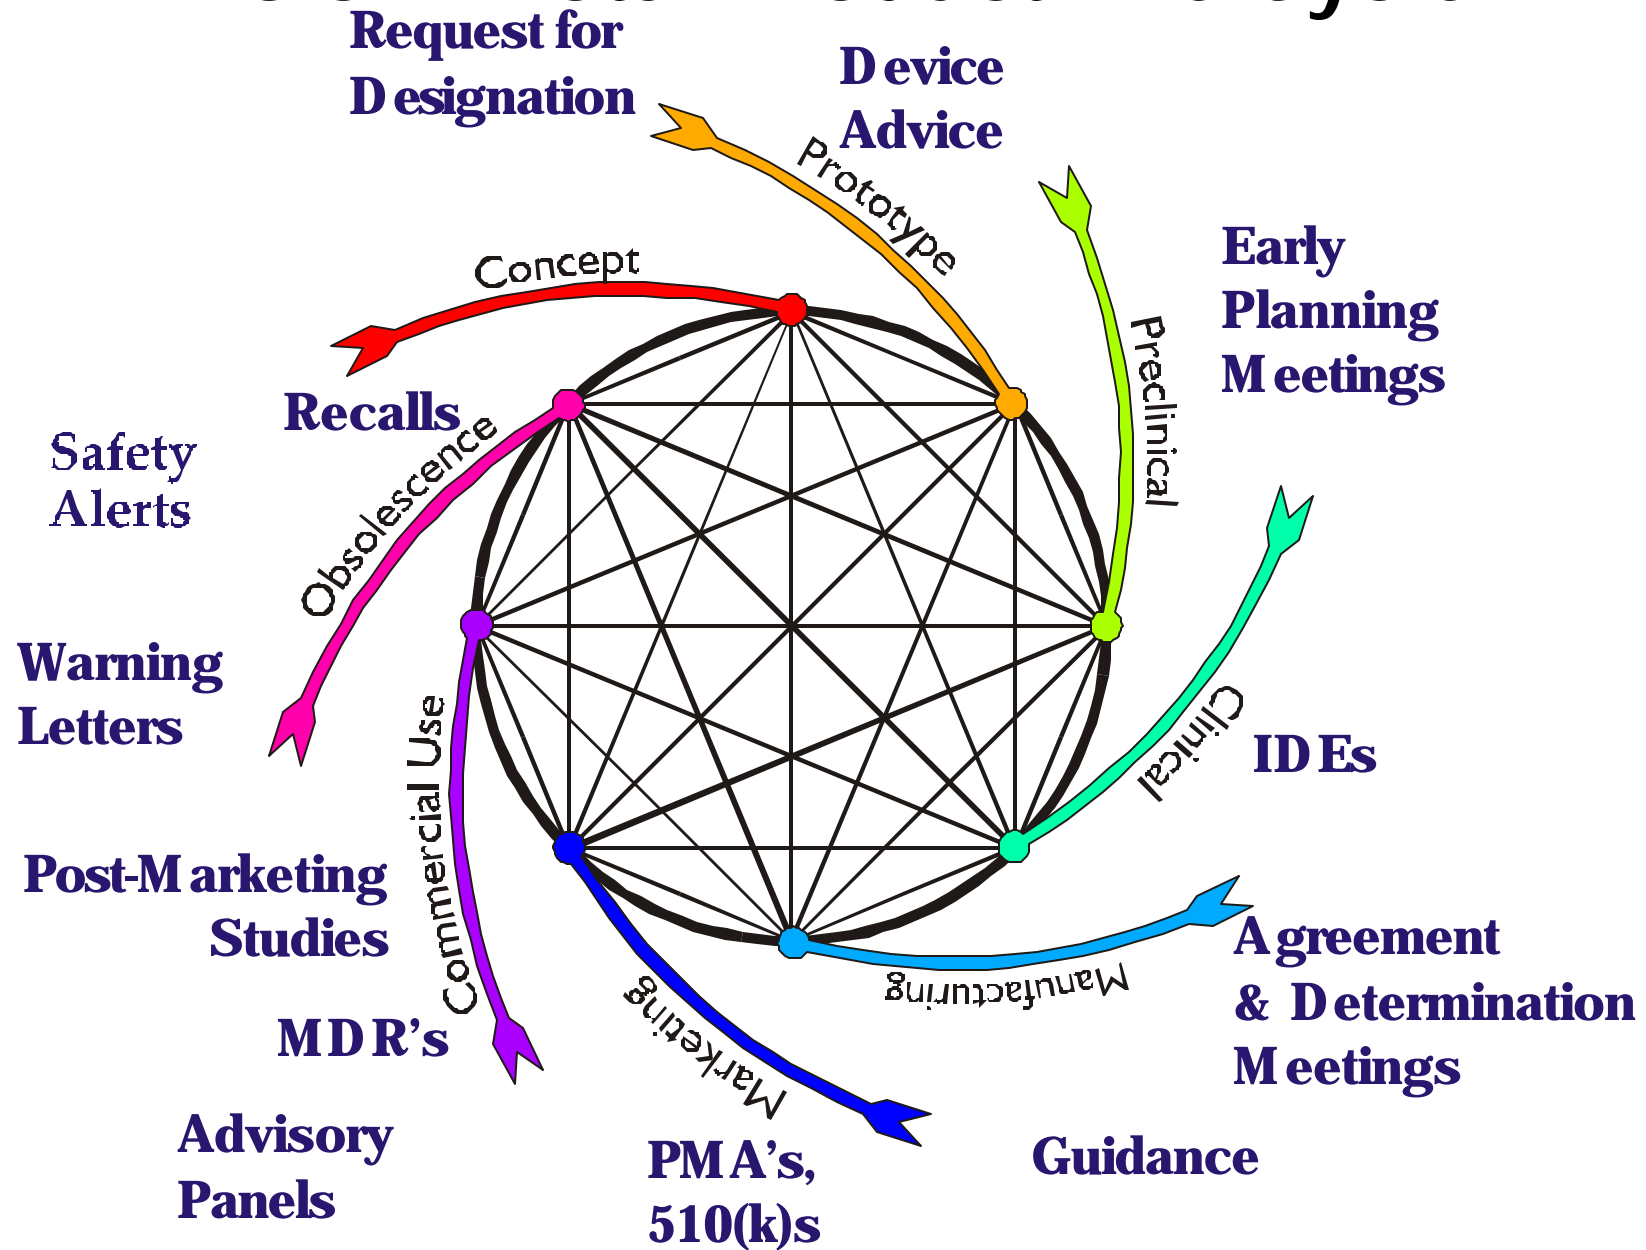 Request for
Designation
Device
Advice
Prototype
Concept
Early
Planning
Meetings
Preclinical
Recalls
Safety
Alerts
Obsolescence
Warning
Letters
Clinical
IDEs
Commercial Use
Post-Marketing
Studies
Agreement
& Determination
Meetings
Manufacturing
Marketing
MDR's
Advisory
Panels
PMA's,
510(k)s
Guidance